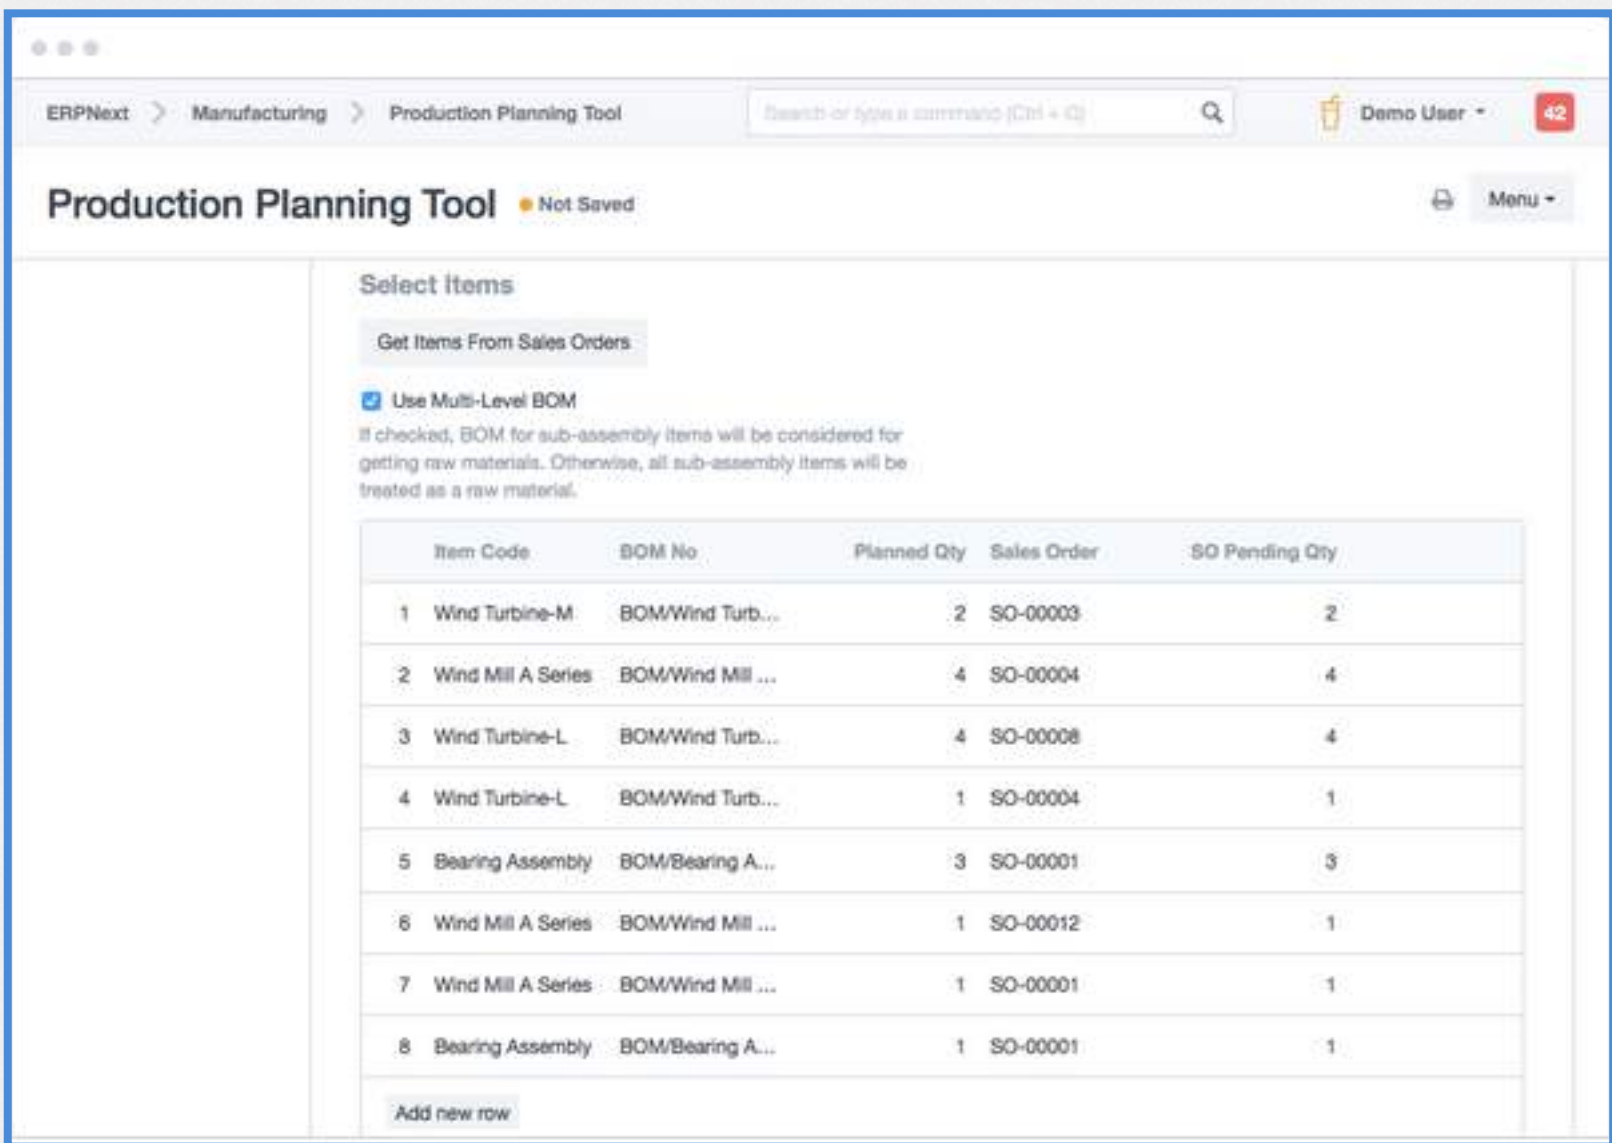 ERPNext Manufacturing Production Planning Tool Search or type a command (Ctrl + G) Demo User 42
Production Planning Tool Not Saved Menu
Select Items
Get Items From Sales Orders
Use Multi-Level BOM
If checked, BOM for sub-assembly items will be considered for
getting raw materials. Otherwise, all sub-assembly items will be
treated as a raw material.
Item Code BOM No Planned Qty Sales Order SO Pending Qty
1 Wind Turbine-M BOM/Wind Turb... 2 SO-00003 2
2 Wind Mill A Series BOM/Wind Mill ... 4 SO-00004 4
3 Wind Turbine-L BOM/Wind Turb... 4 SO-00008 4
4 Wind Turbine-L BOM/Wind Turb... 1 SO-00004 1
5 Bearing Assembly BOM/Bearing A... 3 SO-00001 3
6 Wind Mill A Series BOM/Wind Mill ... 1 SO-00012 1
7 Wind Mill A Series BOM/Wind Mill ... 1 SO-00001 1
8 Bearing Assembly BOM/Bearing A... 1 SO-00001 1
Add new row